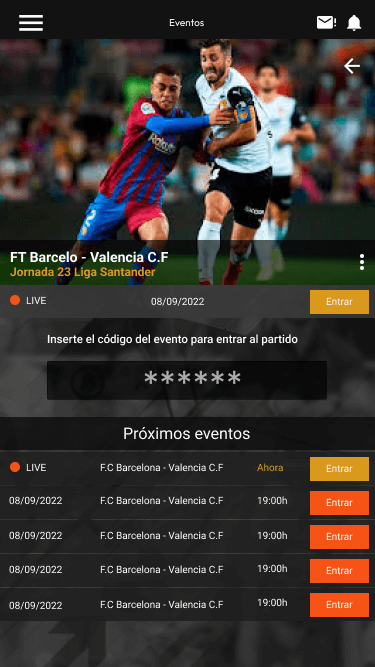 Eventos
Rakuten
FT Barcelo - Valencia C.F
Jornada 23 Liga Santander
LIVE 08/09/2022 Entrar
Inserte el código del evento para entrar al partido
******
Próximos eventos
LIVE F.C Barcelona - Valencia C.F Ahora Entrar
08/09/2022 F.C Barcelona - Valencia C.F 19:00h Entrar
08/09/2022 F.C Barcelona - Valencia C.F 19:00h Entrar
08/09/2022 F.C Barcelona - Valencia C.F 19:00h Entrar
08/09/2022 F.C Barcelona - Valencia C.F 19:00h Entrar